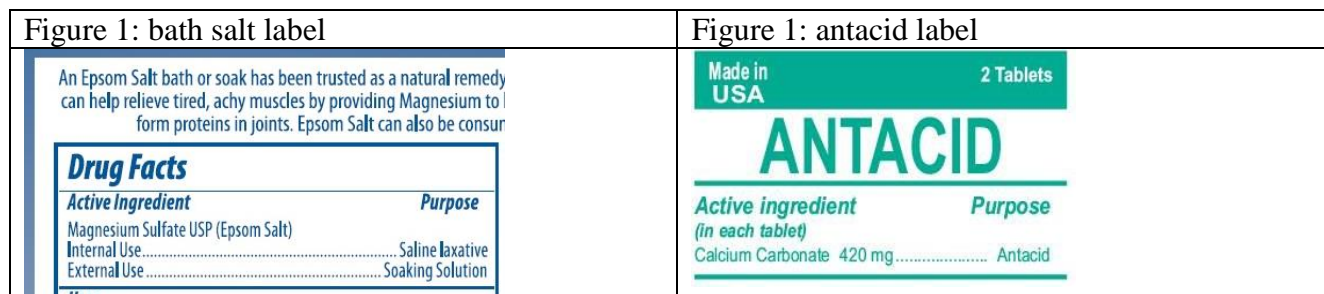 Figure 1: bath salt label
An Epsom Salt bath or soak has been trusted as a natural remedy
can help relieve tired, achy muscles by providing Magnesium to
form proteins in joints. Epsom Salt can also be consur
Drug Facts
Active Ingredient Purpose
Magnesium Sulfate USP (Epsom Salt)
Internal Use........................................................ Saline laxative
External Use..................................................... Soaking Solution
Figure 1: antacid label
Made in
USA
2 Tablets
ANTACID
Active ingredient Purpose
(in each tablet)
Calcium Carbonate 420 mg..................... Antacid